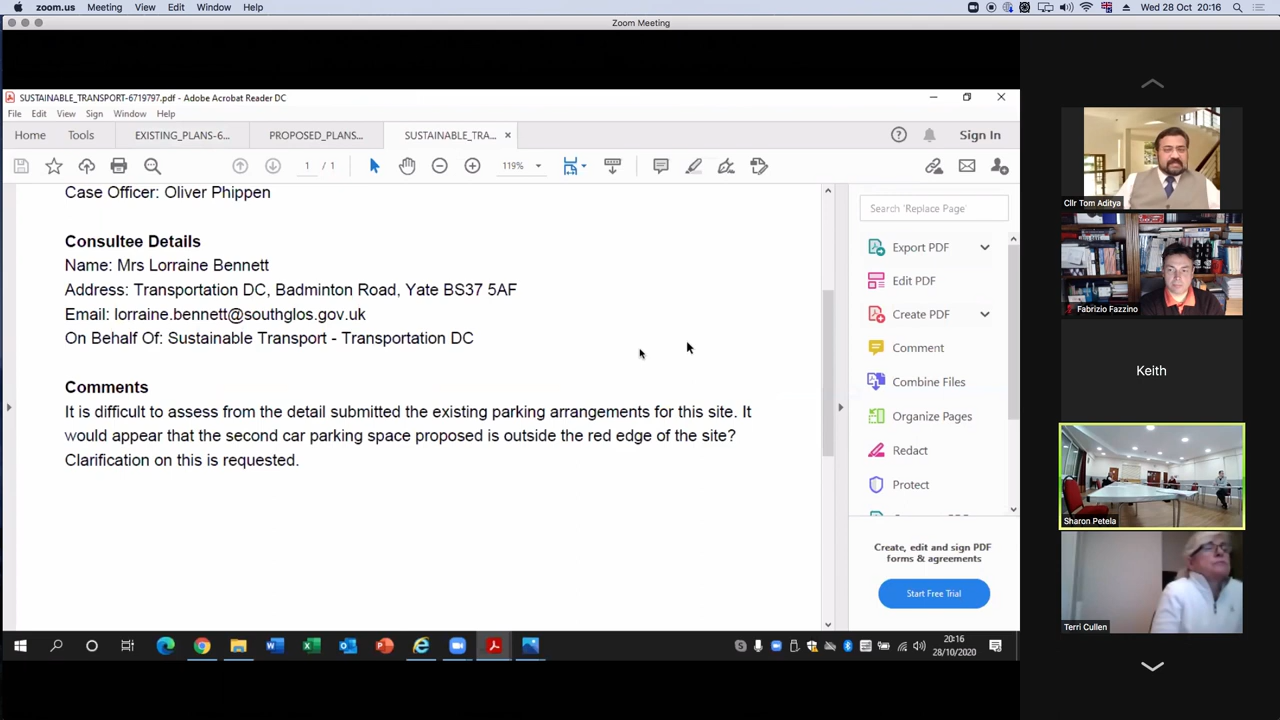 zoom.us Meeting View Edit Window Help
Wed 28 Oct 20:16
Zoom Meeting
SUSTAINABLE_TRANSPORT-6719797.pdf - Adobe Acrobat Reader DC
File Edit View Sign Window Help
Home Tools EXISTING_PLANS-6... PROPOSED_PLANS... SUSTAINABLE_TRA... × ? Sign In
1 / 1 119%
Case Officer: Oliver Phippen
Consultee Details
Name: Mrs Lorraine Bennett
Address: Transportation DC, Badminton Road, Yate BS37 5AF
Email: lorraine.bennett@southglos.gov.uk
On Behalf Of: Sustainable Transport - Transportation DC
Comments
It is difficult to assess from the detail submitted the existing parking arrangements for this site. It
would appear that the second car parking space proposed is outside the red edge of the site?
Clarification on this is requested.
Search 'Replace Page'
Export PDF
Edit PDF
Create PDF
Comment
Combine Files
Organize Pages
Redact
Protect
Create, edit and sign PDF
forms & agreements
Start Free Trial
20:16
28/10/2020
Cllr Tom Aditya
Fabrizio Fazzino
Keith
Sharon Petela
Terri Cullen